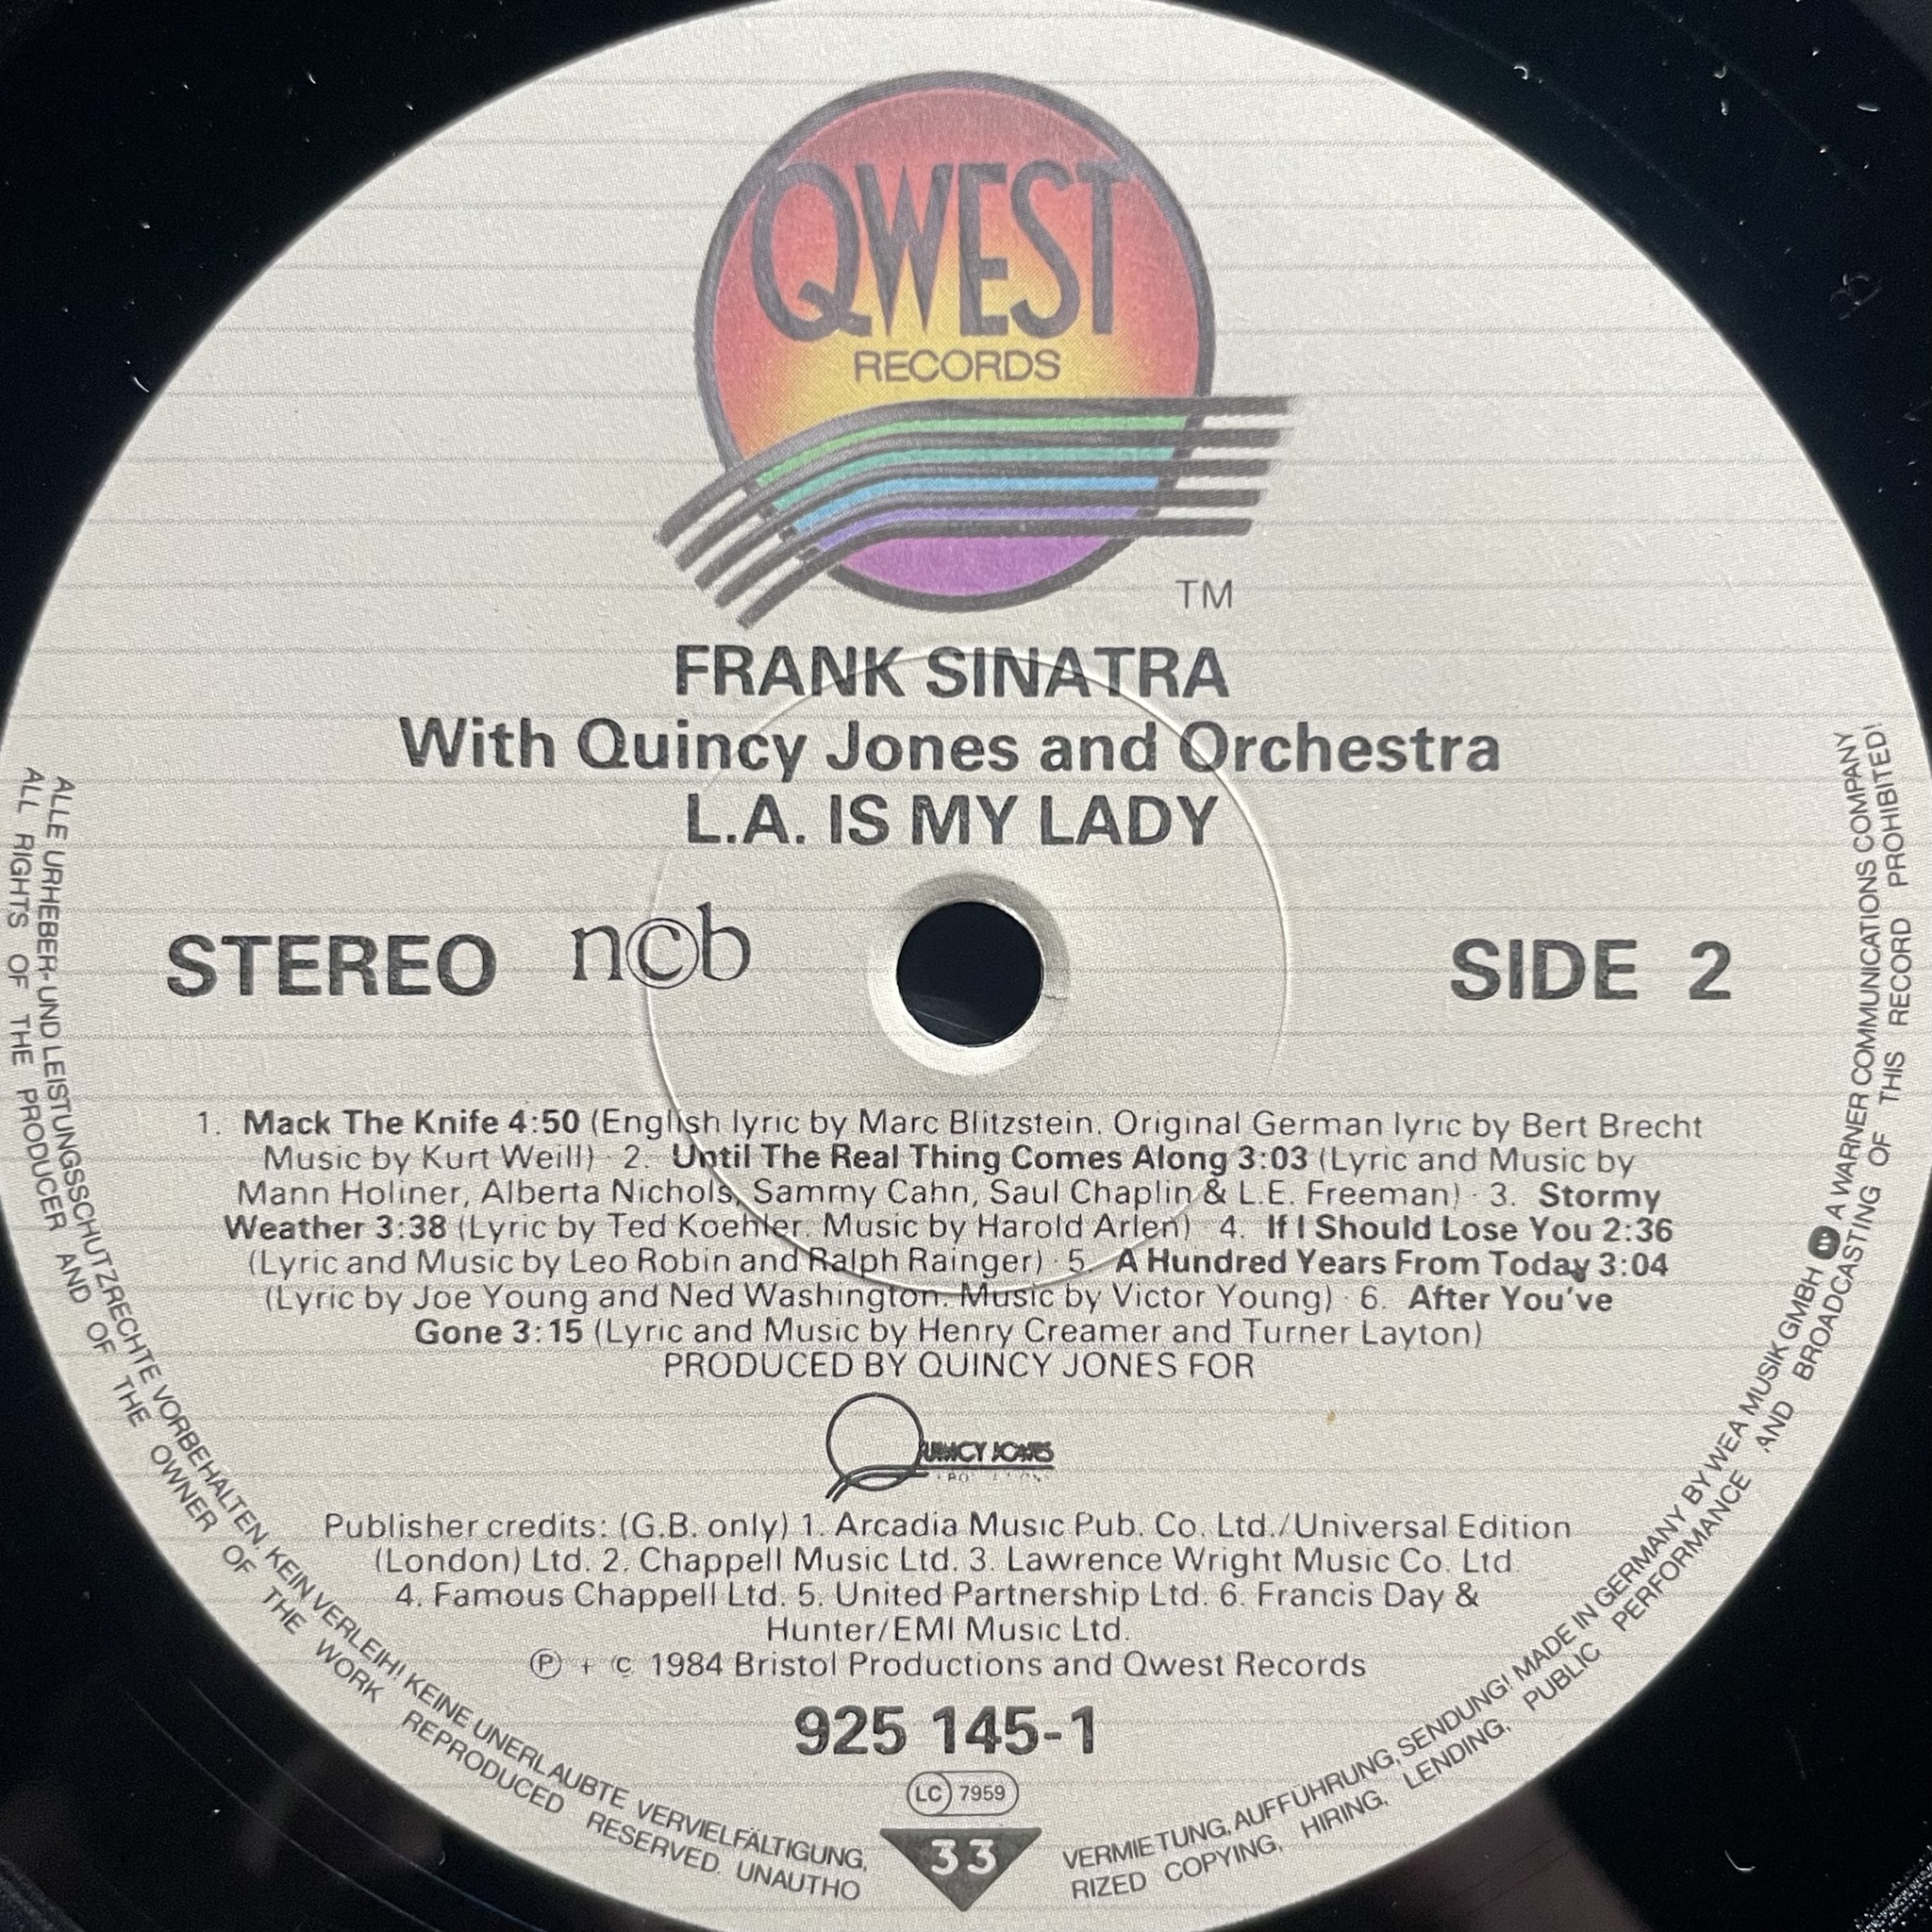 QWEST
RECORDS
TM
FRANK SINATRA
With Quincy Jones and Orchestra
L.A. IS MY LADY
STEREO n©b SIDE 2
1. Mack The Knife 4:50 (English lyric by Marc Blitzstein. Original German lyric by Bert Brecht
Music by Kurt Weill) · 2. Until The Real Thing Comes Along 3:03 (Lyric and Music by
Mann Holiner, Alberta Nichols, Sammy Cahn, Saul Chaplin & L.E. Freeman) · 3. Stormy
Weather 3:38 (Lyric by Ted Koehler. Music by Harold Arlen) · 4. If I Should Lose You 2:36
(Lyric and Music by Leo Robin and Ralph Rainger) · 5. A Hundred Years From Today 3:04
(Lyric by Joe Young and Ned Washington. Music by Victor Young) · 6. After You've
Gone 3:15 (Lyric and Music by Henry Creamer and Turner Layton)
PRODUCED BY QUINCY JONES FOR
QUINCY JONES
Publisher credits: (G.B. only) 1. Arcadia Music Pub. Co. Ltd./Universal Edition
(London) Ltd. 2. Chappell Music Ltd. 3. Lawrence Wright Music Co. Ltd.
4. Famous Chappell Ltd. 5. United Partnership Ltd. 6. Francis Day &
Hunter/EMI Music Ltd.
℗ + © 1984 Bristol Productions and Qwest Records
925 145-1
LC 7959
33
ALLE URHEBER- UND LEISTUNGSSCHUTZRECHTE VORBEHALTEN. KEIN VERLEIH! KEINE UNERLAUBTE VERVIELFÄLTIGUNG, VERMIETUNG, AUFFÜHRUNG, SENDUNG! MADE IN GERMANY BY WEA MUSIK GMBH A WARNER COMMUNICATIONS COMPANY
ALL RIGHTS OF THE PRODUCER AND OF THE OWNER OF THE WORK REPRODUCED RESERVED. UNAUTHORIZED COPYING, HIRING, LENDING, PUBLIC PERFORMANCE AND BROADCASTING OF THIS RECORD PROHIBITED!